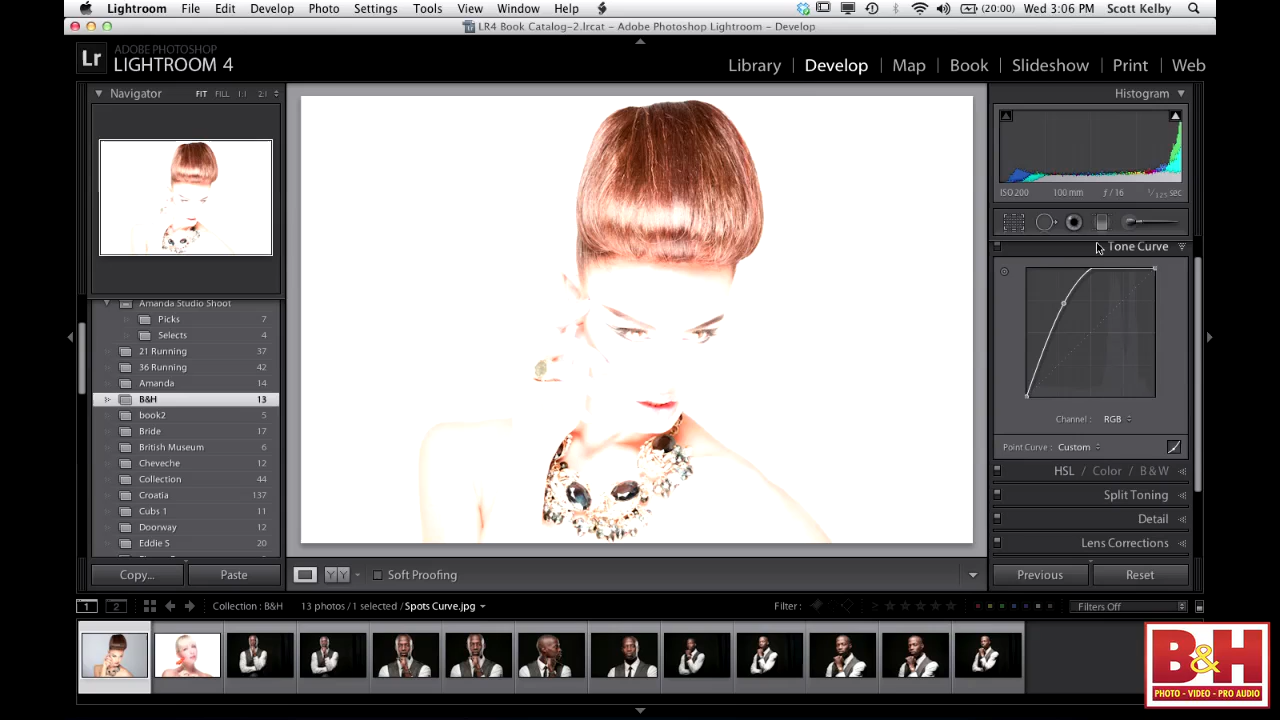 Lightroom File Edit Develop Photo Settings Tools View Window Help (20:00) Wed 3:06 PM Scott Kelby
LR4 Book Catalog-2.lrcat – Adobe Photoshop Lightroom – Develop
Lr ADOBE PHOTOSHOP
LIGHTROOM 4
Library Develop Map Book Slideshow Print Web
Navigator FIT FILL 1:1 2:1
Histogram
ISO 200 100 mm ƒ / 16 1/125 sec
Tone Curve
Channel : RGB
Point Curve : Custom
HSL / Color / B & W
Split Toning
Detail
Lens Corrections
Previous Reset
Amanda Studio Shoot
Picks 7
Selects 4
21 Running 37
36 Running 42
Amanda 14
B&H 13
book2 5
Bride 17
British Museum 6
Cheveche 12
Collection 44
Croatia 137
Cubs 1 11
Doorway 12
Eddie S 20
Copy... Paste
YY Soft Proofing
1 2 Collection : B&H 13 photos / 1 selected / Spots Curve.jpg Filter : Filters Off
B&H
PHOTO - VIDEO - PRO AUDIO